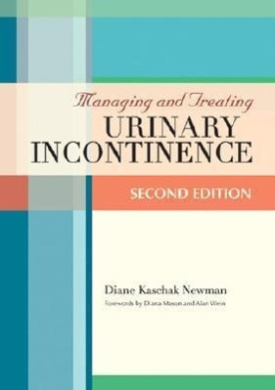 Managing and Treating
URINARY
INCONTINENCE
SECOND EDITION
Diane Kaschak Newman
Forewords by Diana Mason and Alan Wein